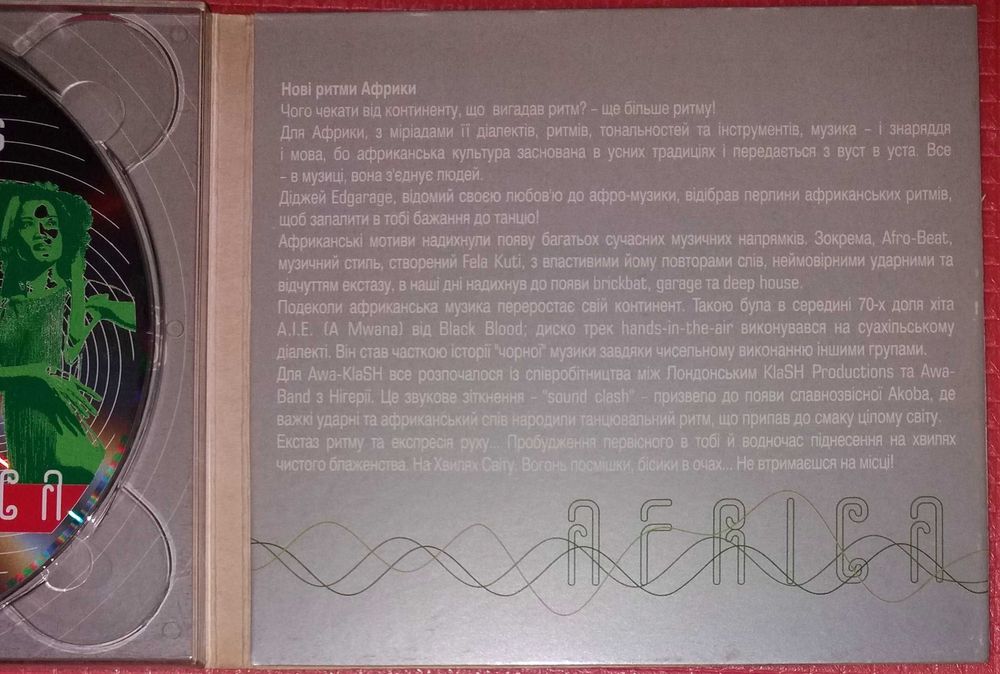 Нові ритми Африки
Чого чекати від континенту, що вигадав ритм? – ще більше ритму!
Для Африки, з міріадами її діалектів, ритмів, тональностей та інструментів, музика – і знаряддя
і мова, бо африканська культура заснована в усних традиціях і передається з вуст в уста. Все
– в музиці, вона з'єднує людей.
Діджей Edgarage, відомий своєю любов'ю до афро-музики, відібрав перлини африканських ритмів,
щоб запалити в тобі бажання до танцю!
Африканські мотиви надихнули появу багатьох сучасних музичних напрямків. Зокрема, Afro-Beat,
музичний стиль, створений Fela Kuti, з властивими йому повторами слів, неймовірними ударними та
відчуттям екстазу, в наші дні надихнув до появи brickbat, garage та deep house.
Подеколи африканська музика переростає свій континент. Такою була в середині 70-х доля хіта
A.I.E. (A Mwana) від Black Blood; диско трек hands-in-the-air виконувався на суахільському
діалекті. Він став часткою історії "чорної" музики завдяки чисельному виконанню іншими групами.
Для Awa-KlaSH все розпочалося із співробітництва між Лондонським KlaSH Productions та Awa-
Band з Нігерії. Це звукове зіткнення - "sound clash" - призвело до появи славнозвісної Akoba, де
важкі ударні та африканський слів народили танцювальний ритм, що припав до смаку цілому світу.
Екстаз ритму та експресія руху... Пробудження первісного в тобі й водночас піднесення на хвилях
чистого блаженства. На Хвилях Світу. Вогонь посмішки, бісики в очах... Не втримаєшся на місці!
AFRICA
S
CA